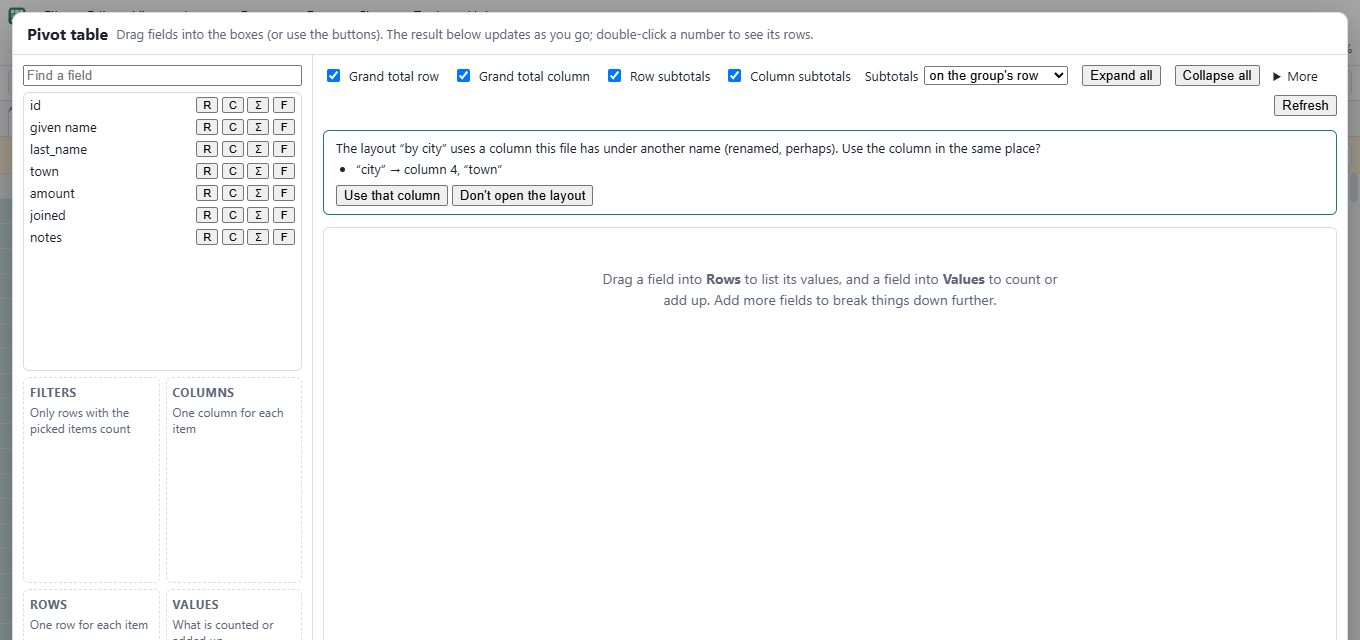 Pivot table Drag fields into the boxes (or use the buttons). The result below updates as you go; double-click a number to see its rows.
Find a field
id R C Σ F
given name R C Σ F
last_name R C Σ F
town R C Σ F
amount R C Σ F
joined R C Σ F
notes R C Σ F
FILTERS
Only rows with the
picked items count
COLUMNS
One column for each
item
ROWS
One row for each item
VALUES
What is counted or
Grand total row Grand total column Row subtotals Column subtotals Subtotals on the group's row Expand all Collapse all ▶ More
Refresh
The layout “by city” uses a column this file has under another name (renamed, perhaps). Use the column in the same place?
• “city” → column 4, “town”
Use that column Don't open the layout
Drag a field into Rows to list its values, and a field into Values to count or
add up. Add more fields to break things down further.